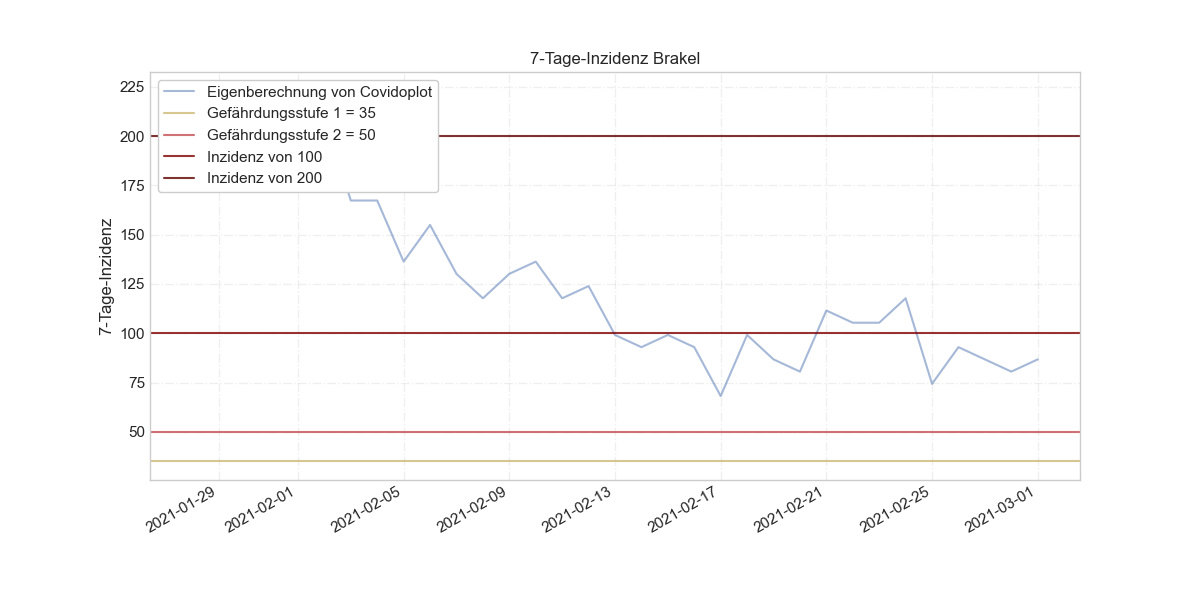 7-Tage-Inzidenz Brakel
Eigenberechnung von Covidoplot
Gefährdungsstufe 1 = 35
Gefährdungsstufe 2 = 50
Inzidenz von 100
Inzidenz von 200
7-Tage-Inzidenz
225
200
175
150
125
100
75
50
2021-01-29
2021-02-01
2021-02-05
2021-02-09
2021-02-13
2021-02-17
2021-02-21
2021-02-25
2021-03-01